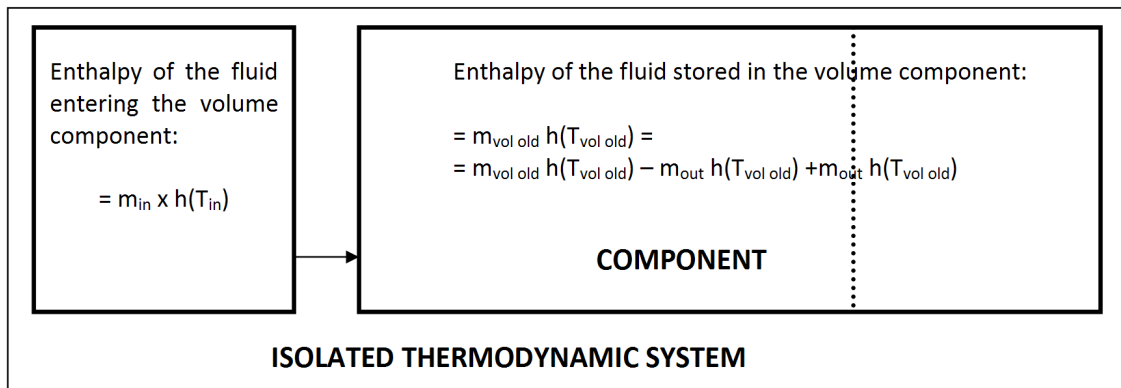 Enthalpy of the fluid
entering the volume
component:
= m_in x h(T_in)
Enthalpy of the fluid stored in the volume component:
= m_vol old h(T_vol old) =
= m_vol old h(T_vol old) – m_out h(T_vol old) +m_out h(T_vol old)
COMPONENT
ISOLATED THERMODYNAMIC SYSTEM